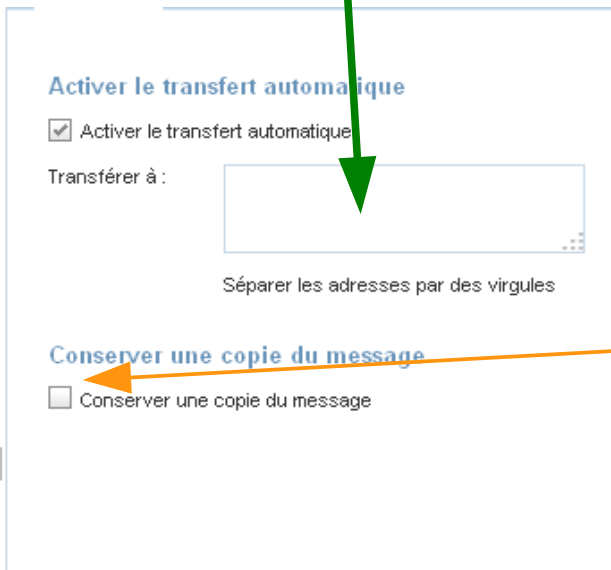 Activer le transfert automatique
Activer le transfert automatique
Transférer à :
Séparer les adresses par des virgules
Conserver une copie du message
Conserver une copie du message